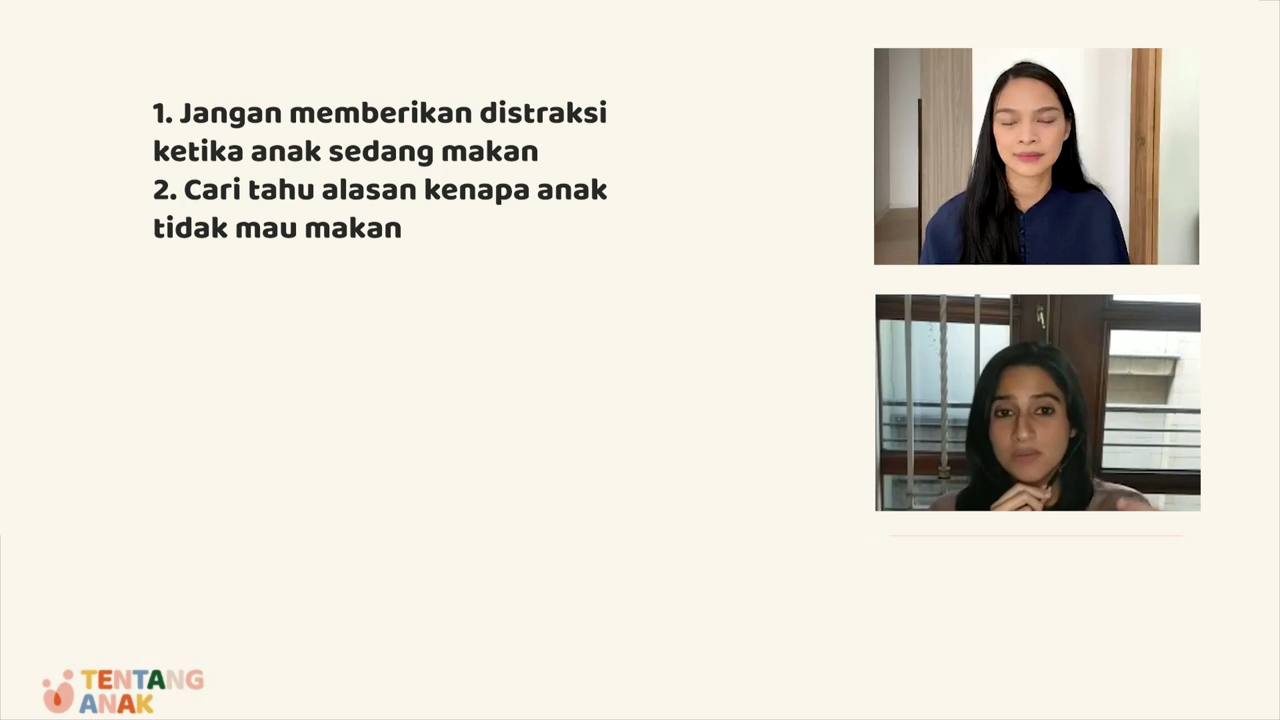 1. Jangan memberikan distraksi
ketika anak sedang makan
2. Cari tahu alasan kenapa anak
tidak mau makan
TENTANG
ANAK